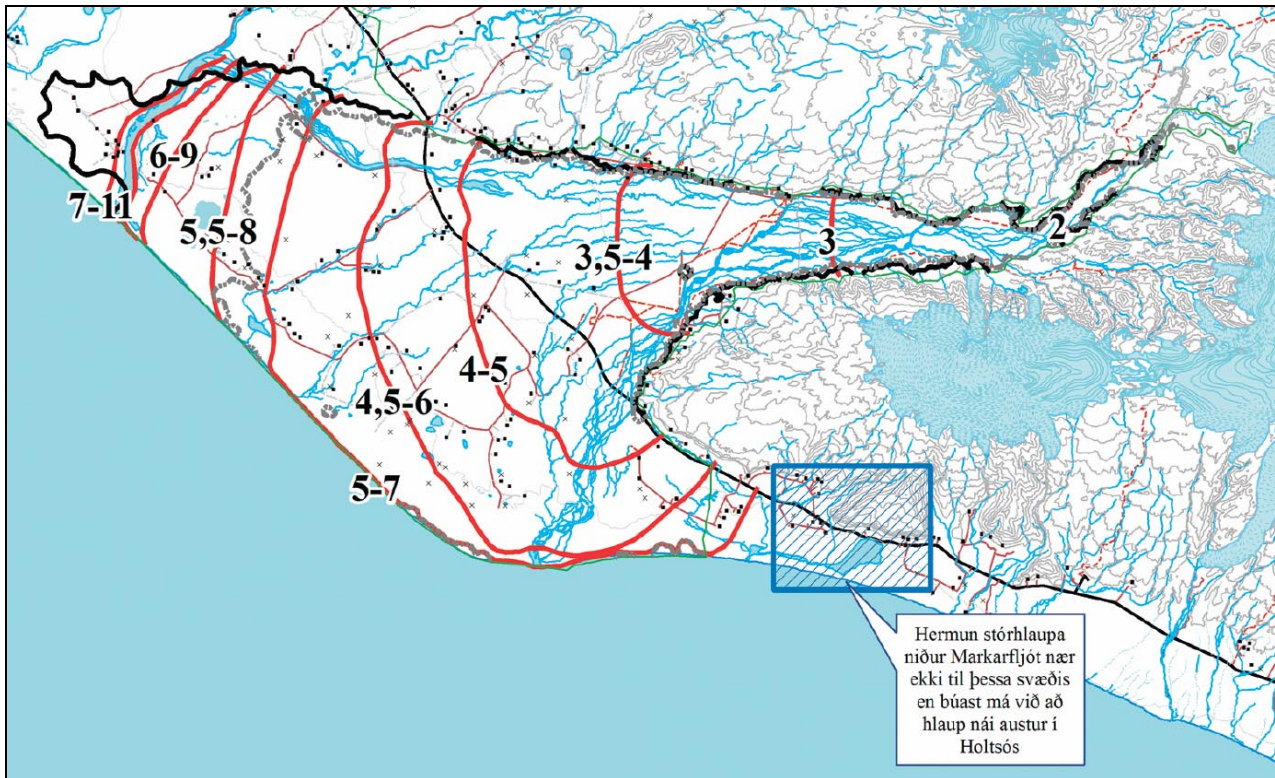 6-9
7-11
5,5-8
2
3
3,5-4
4-5
4,5-6
5-7
Hermun stórhlaupa
niður Markarfljót nær
ekki til þessa svæðis
en búast má við að
hlaup nái austur í
Holtsós